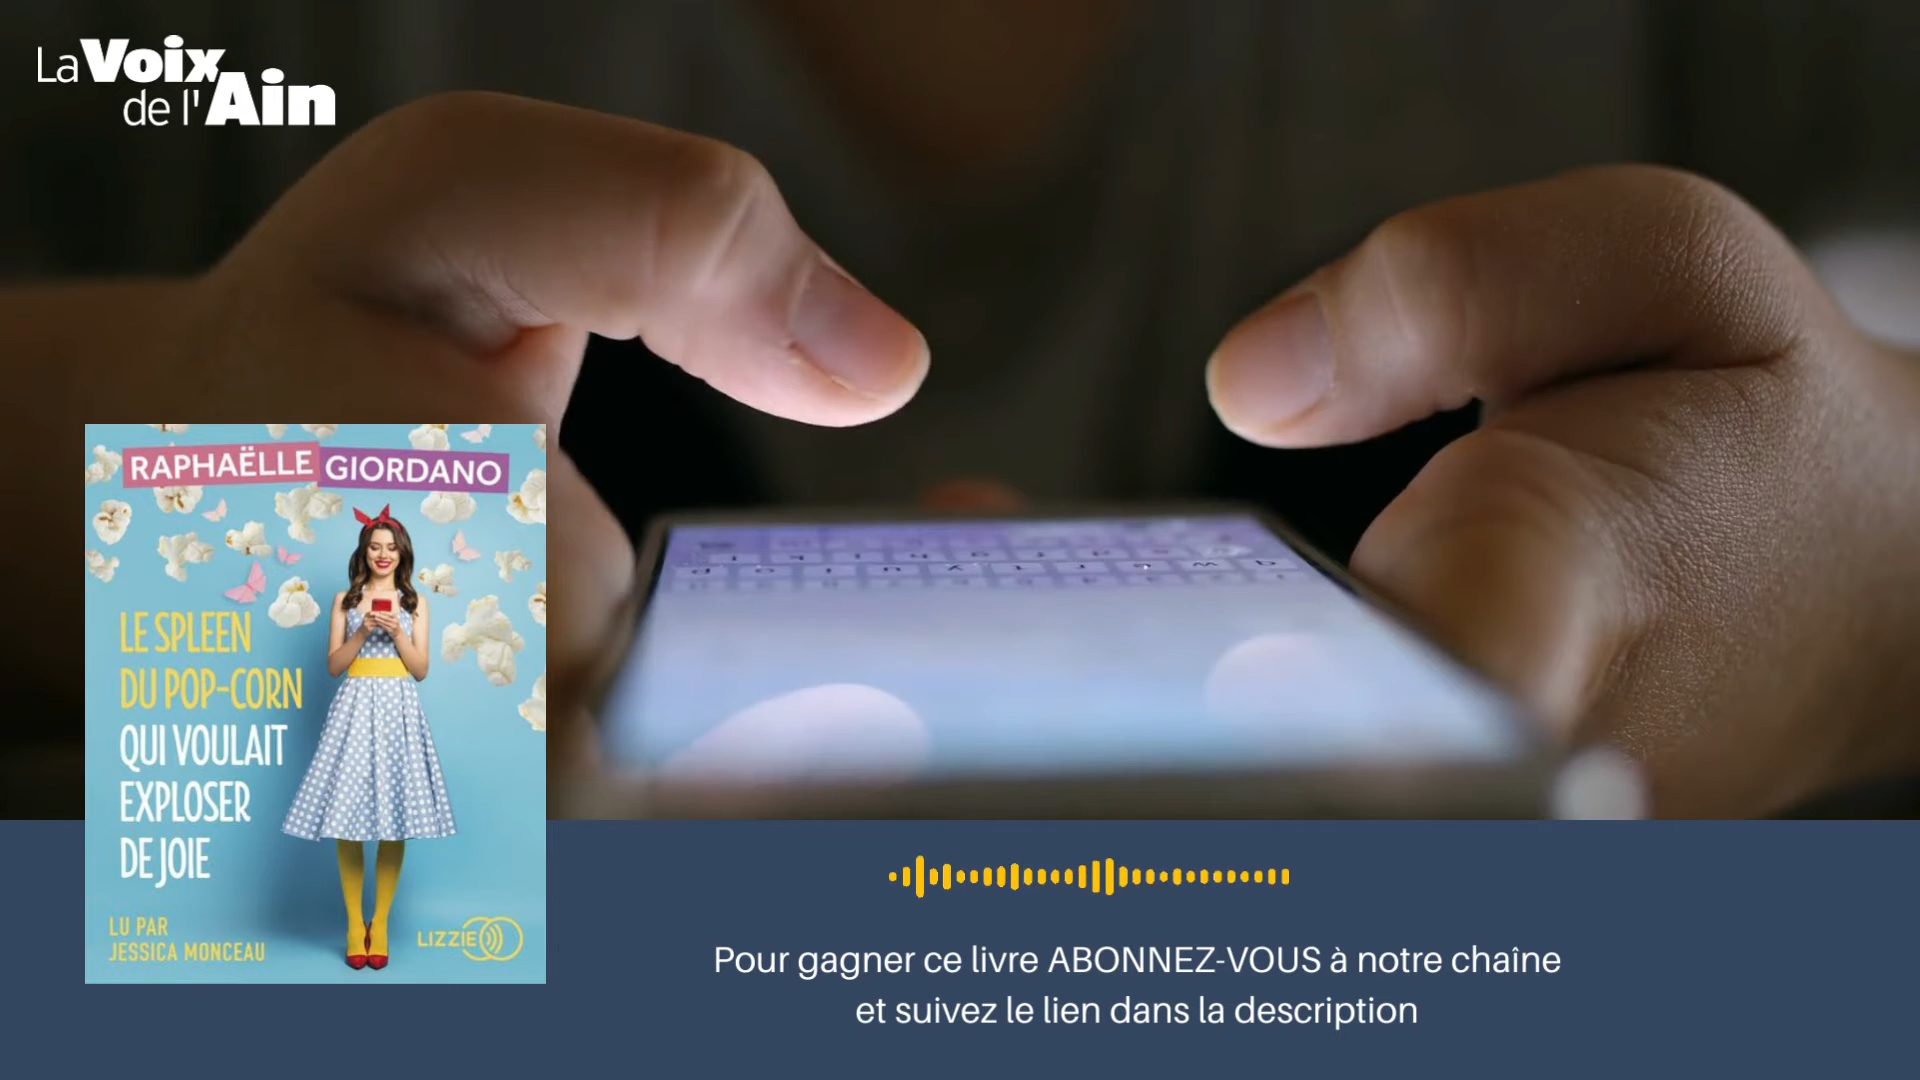 La Voix
de l'Ain
RAPHAËLLE GIORDANO
LE SPLEEN
DU POP-CORN
QUI VOULAIT
EXPLOSER
DE JOIE
LU PAR
JESSICA MONCEAU
LIZZIE
Pour gagner ce livre ABONNEZ-VOUS à notre chaîne
et suivez le lien dans la description